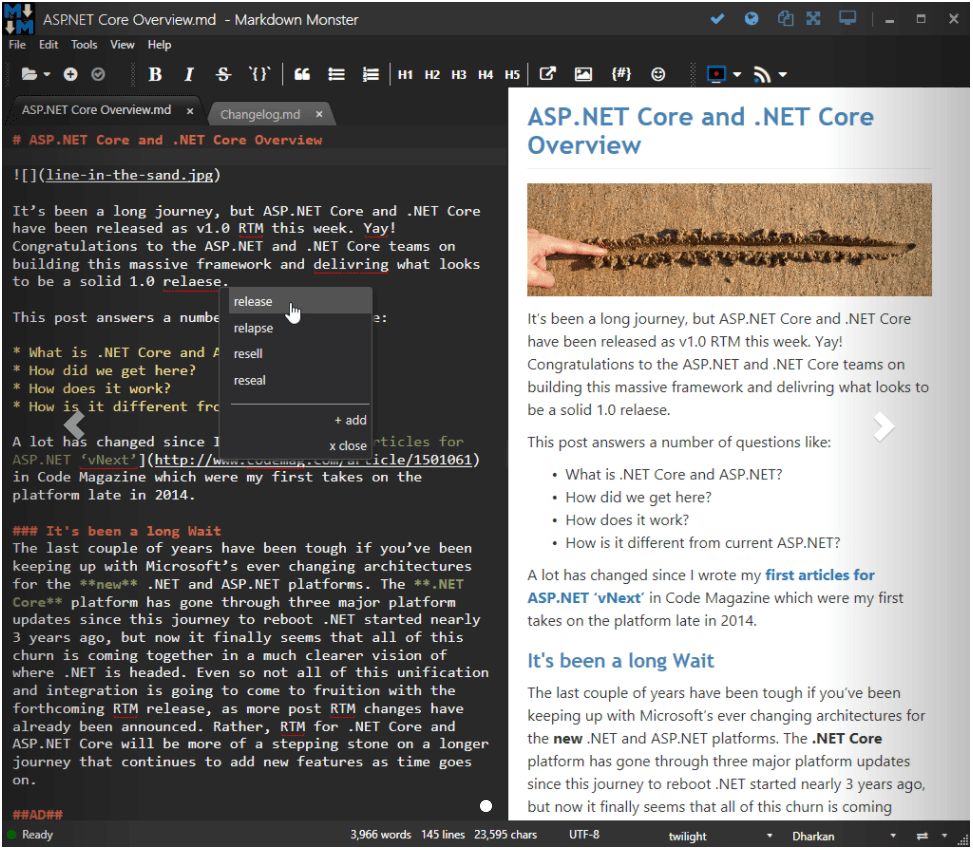 ASP.NET Core Overview.md - Markdown Monster
File Edit Tools View Help
B I S `{}` H1 H2 H3 H4 H5 {#}
ASP.NET Core Overview.md x Changelog.md x
# ASP.NET Core and .NET Core Overview
![](line-in-the-sand.jpg)
It's been a long journey, but ASP.NET Core and .NET Core
have been released as v1.0 RTM this week. Yay!
Congratulations to the ASP.NET and .NET Core teams on
building this massive framework and delivring what looks
to be a solid 1.0 relaese.
This post answers a numbe e:
* What is .NET Core and A
* How did we get here?
* How does it work?
* How is it different fro
A lot has changed since I rticles for
ASP.NET ‘vNext’](http://www.codemag.com/article/1501061)
in Code Magazine which were my first takes on the
platform late in 2014.
### It's been a long Wait
The last couple of years have been tough if you’ve been
keeping up with Microsoft’s ever changing architectures
for the **new** .NET and ASP.NET platforms. The **.NET
Core** platform has gone through three major platform
updates since this journey to reboot .NET started nearly
3 years ago, but now it finally seems that all of this
churn is coming together in a much clearer vision of
where .NET is headed. Even so not all of this unification
and integration is going to come to fruition with the
forthcoming RTM release, as more post RTM changes have
already been announced. Rather, RTM for .NET Core and
ASP.NET Core will be more of a stepping stone on a longer
journey that continues to add new features as time goes
on.
##AD##
release
relapse
resell
reseal
+ add
x close
ASP.NET Core and .NET Core
Overview
It’s been a long journey, but ASP.NET Core and .NET Core
have been released as v1.0 RTM this week. Yay!
Congratulations to the ASP.NET and .NET Core teams on
building this massive framework and delivring what looks to
be a solid 1.0 relaese.
This post answers a number of questions like:
• What is .NET Core and ASP.NET?
• How did we get here?
• How does it work?
• How is it different from current ASP.NET?
A lot has changed since I wrote my first articles for
ASP.NET ‘vNext’ in Code Magazine which were my first
takes on the platform late in 2014.
It's been a long Wait
The last couple of years have been tough if you’ve been
keeping up with Microsoft’s ever changing architectures for
the new .NET and ASP.NET platforms. The .NET Core
platform has gone through three major platform updates
since this journey to reboot .NET started nearly 3 years ago,
but now it finally seems that all of this churn is coming
Ready 3,966 words 145 lines 23,595 chars UTF-8 twilight Dharkan